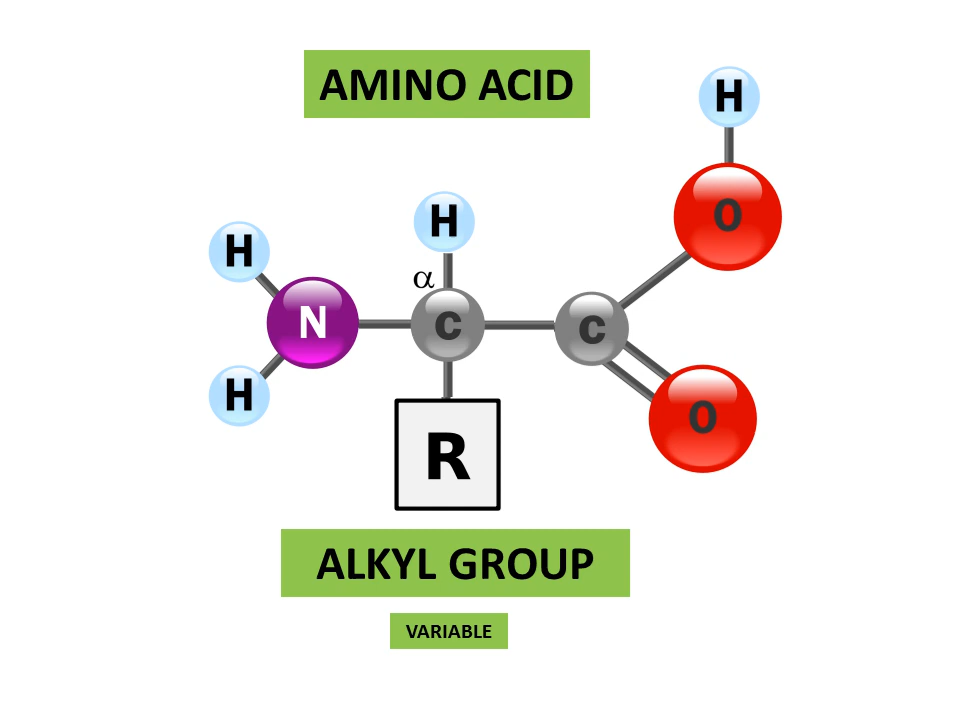 AMINO ACID
H
O
H
H
α
N
C
C
H
O
R
ALKYL GROUP
VARIABLE